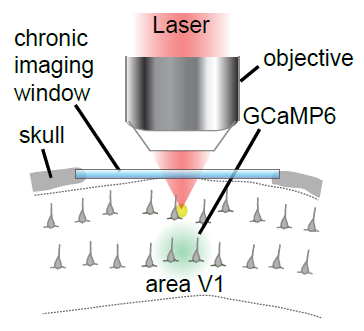 Laser
chronic
imaging
window
objective
GCaMP6
skull
area V1